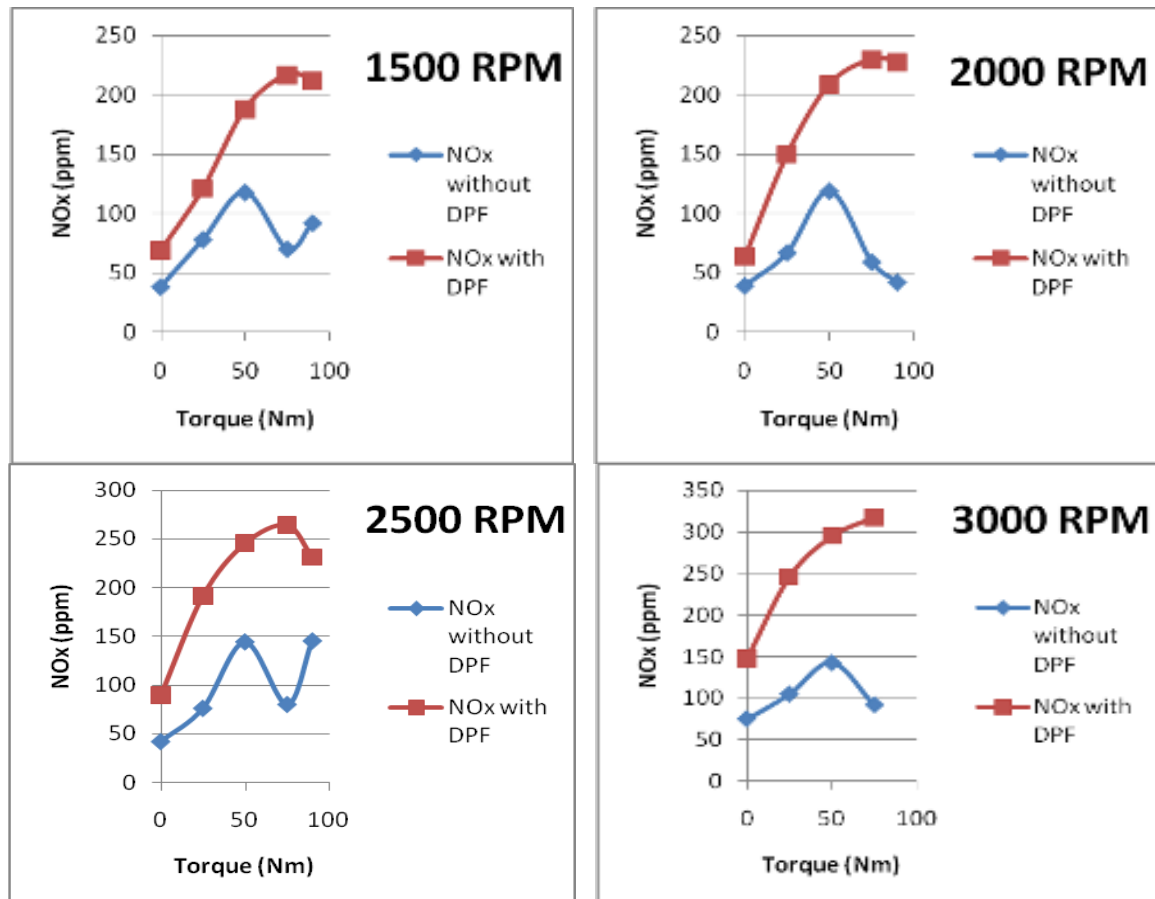 1500 RPM
NOx (ppm)
250
200
150
100
50
0
0 50 100
Torque (Nm)
NOx
without
DPF
NOx with
DPF
2000 RPM
NOx (ppm)
250
200
150
100
50
0
0 50 100
Torque (Nm)
NOx
without
DPF
NOx with
DPF
2500 RPM
NOx (ppm)
300
250
200
150
100
50
0
0 50 100
Torque (Nm)
NOx
without
DPF
NOx with
DPF
3000 RPM
NOx (ppm)
350
300
250
200
150
100
50
0
0 50 100
Torque (Nm)
NOx
without
DPF
NOx with
DPF